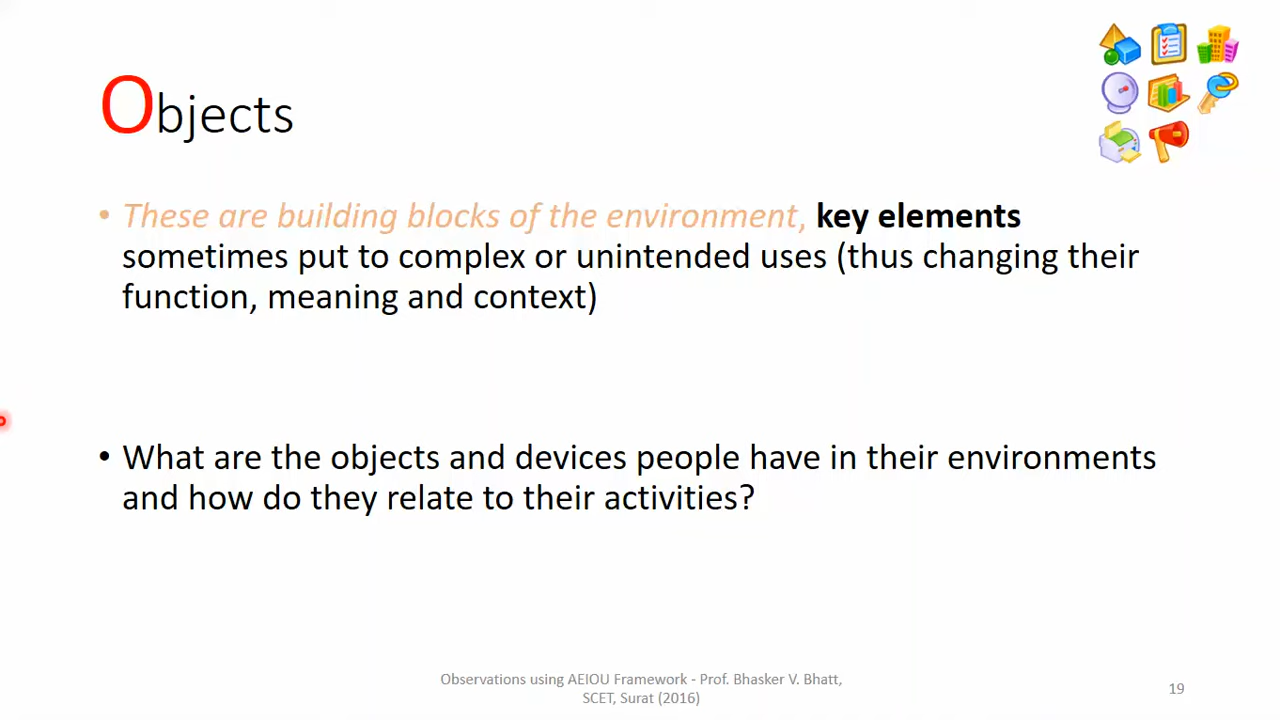 Objects
• These are building blocks of the environment, key elements
sometimes put to complex or unintended uses (thus changing their
function, meaning and context)
• What are the objects and devices people have in their environments
and how do they relate to their activities?
Observations using AEIOU Framework - Prof. Bhasker V. Bhatt,
SCET, Surat (2016)
19